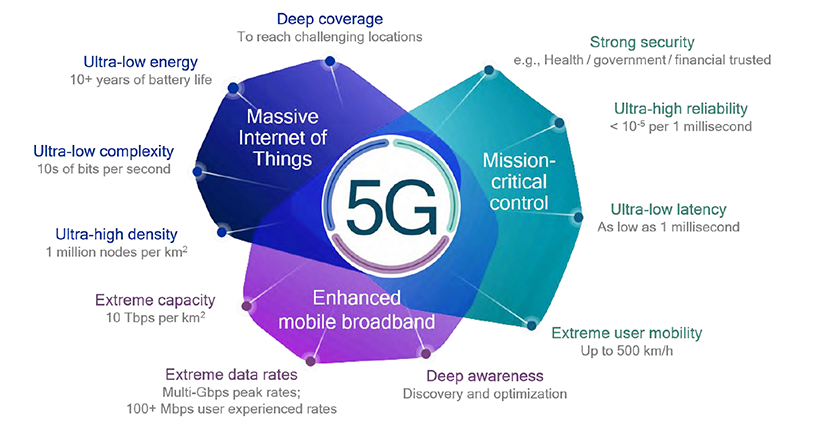 Deep coverage
To reach challenging locations
Ultra-low energy
10+ years of battery life
Ultra-low complexity
10s of bits per second
Ultra-high density
1 million nodes per km²
Massive
Internet of
Things
5G
Mission-
critical
control
Strong security
e.g., Health / government / financial trusted
Ultra-high reliability
< 10⁻⁵ per 1 millisecond
Ultra-low latency
As low as 1 millisecond
Extreme user mobility
Up to 500 km/h
Enhanced
mobile broadband
Extreme capacity
10 Tbps per km²
Extreme data rates
Multi-Gbps peak rates;
100+ Mbps user experienced rates
Deep awareness
Discovery and optimization